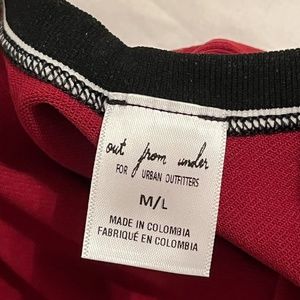 out from under
FOR URBAN OUTFITTERS
M/L
MADE IN COLOMBIA
FABRIQUÉ EN COLOMBIA